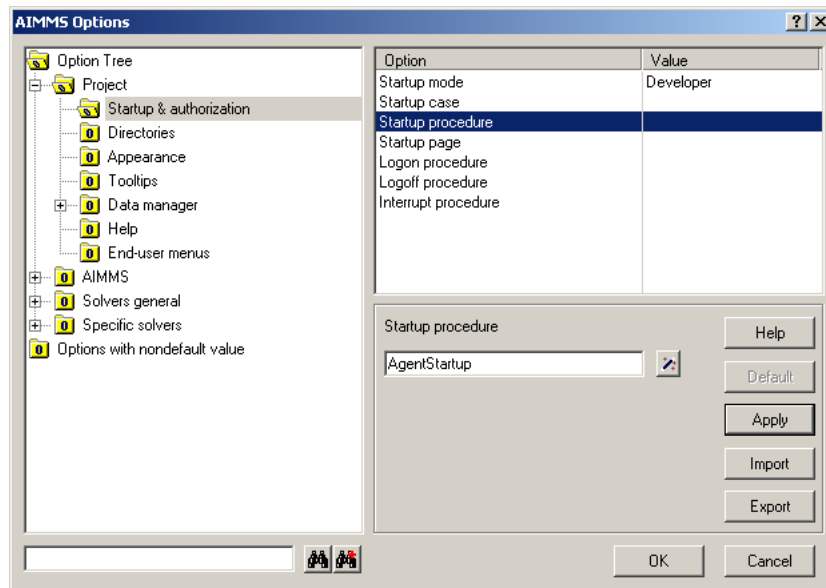 AIMMS Options
Option Tree
Project
Startup & authorization
Directories
Appearance
Tooltips
Data manager
Help
End-user menus
AIMMS
Solvers general
Specific solvers
Options with nondefault value
Option Value
Startup mode Developer
Startup case
Startup procedure
Startup page
Logon procedure
Logoff procedure
Interrupt procedure
Startup procedure
AgentStartup
Help
Default
Apply
Import
Export
OK Cancel